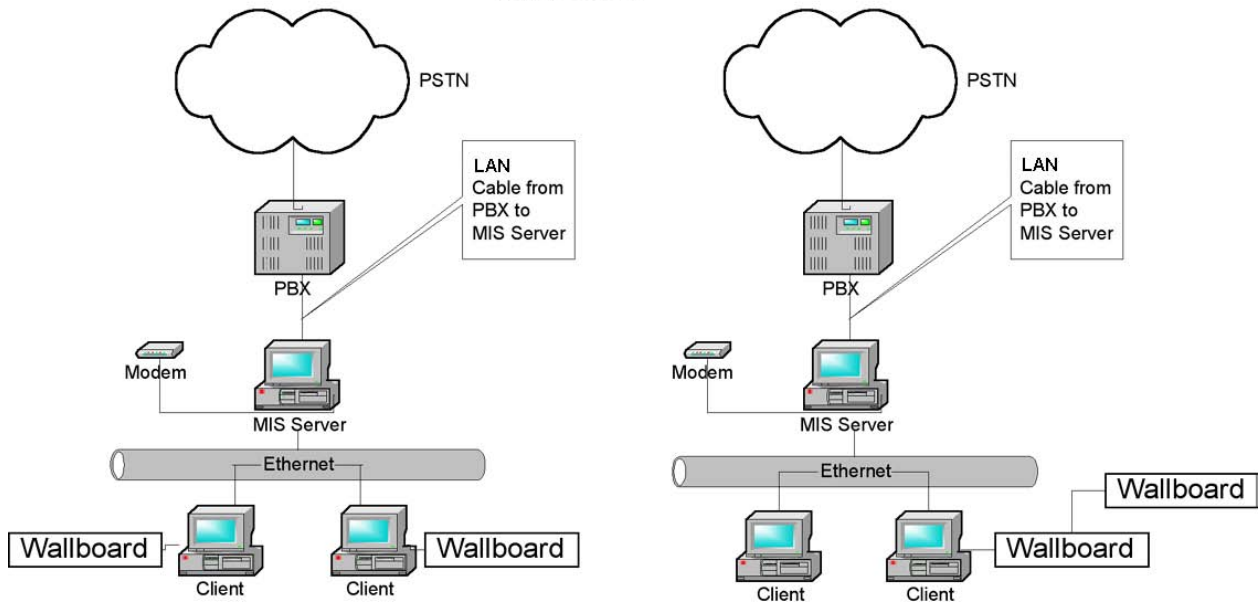 PSTN
LAN
Cable from
PBX to
MIS Server
PBX
Modem
MIS Server
Ethernet
Wallboard
Wallboard
Client
Client
PSTN
LAN
Cable from
PBX to
MIS Server
PBX
Modem
MIS Server
Ethernet
Wallboard
Wallboard
Client
Client